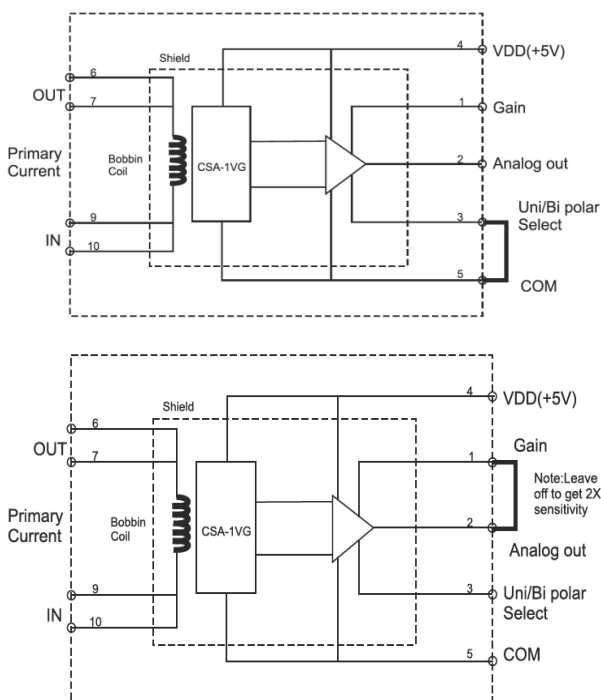 4 VDD(+5V)
Shield
6
OUT
7
1 Gain
Primary
Current
Bobbin
Coil
CSA-1VG
2 Analog out
Uni/Bi polar
Select
3
9
IN
10
5
COM
4 VDD(+5V)
Shield
6
OUT
7
Gain
1
Note:Leave
off to get 2X
sensitivity
Primary
Current
Bobbin
Coil
CSA-1VG
2
Analog out
9
3 Uni/Bi polar
Select
IN
10
5 COM